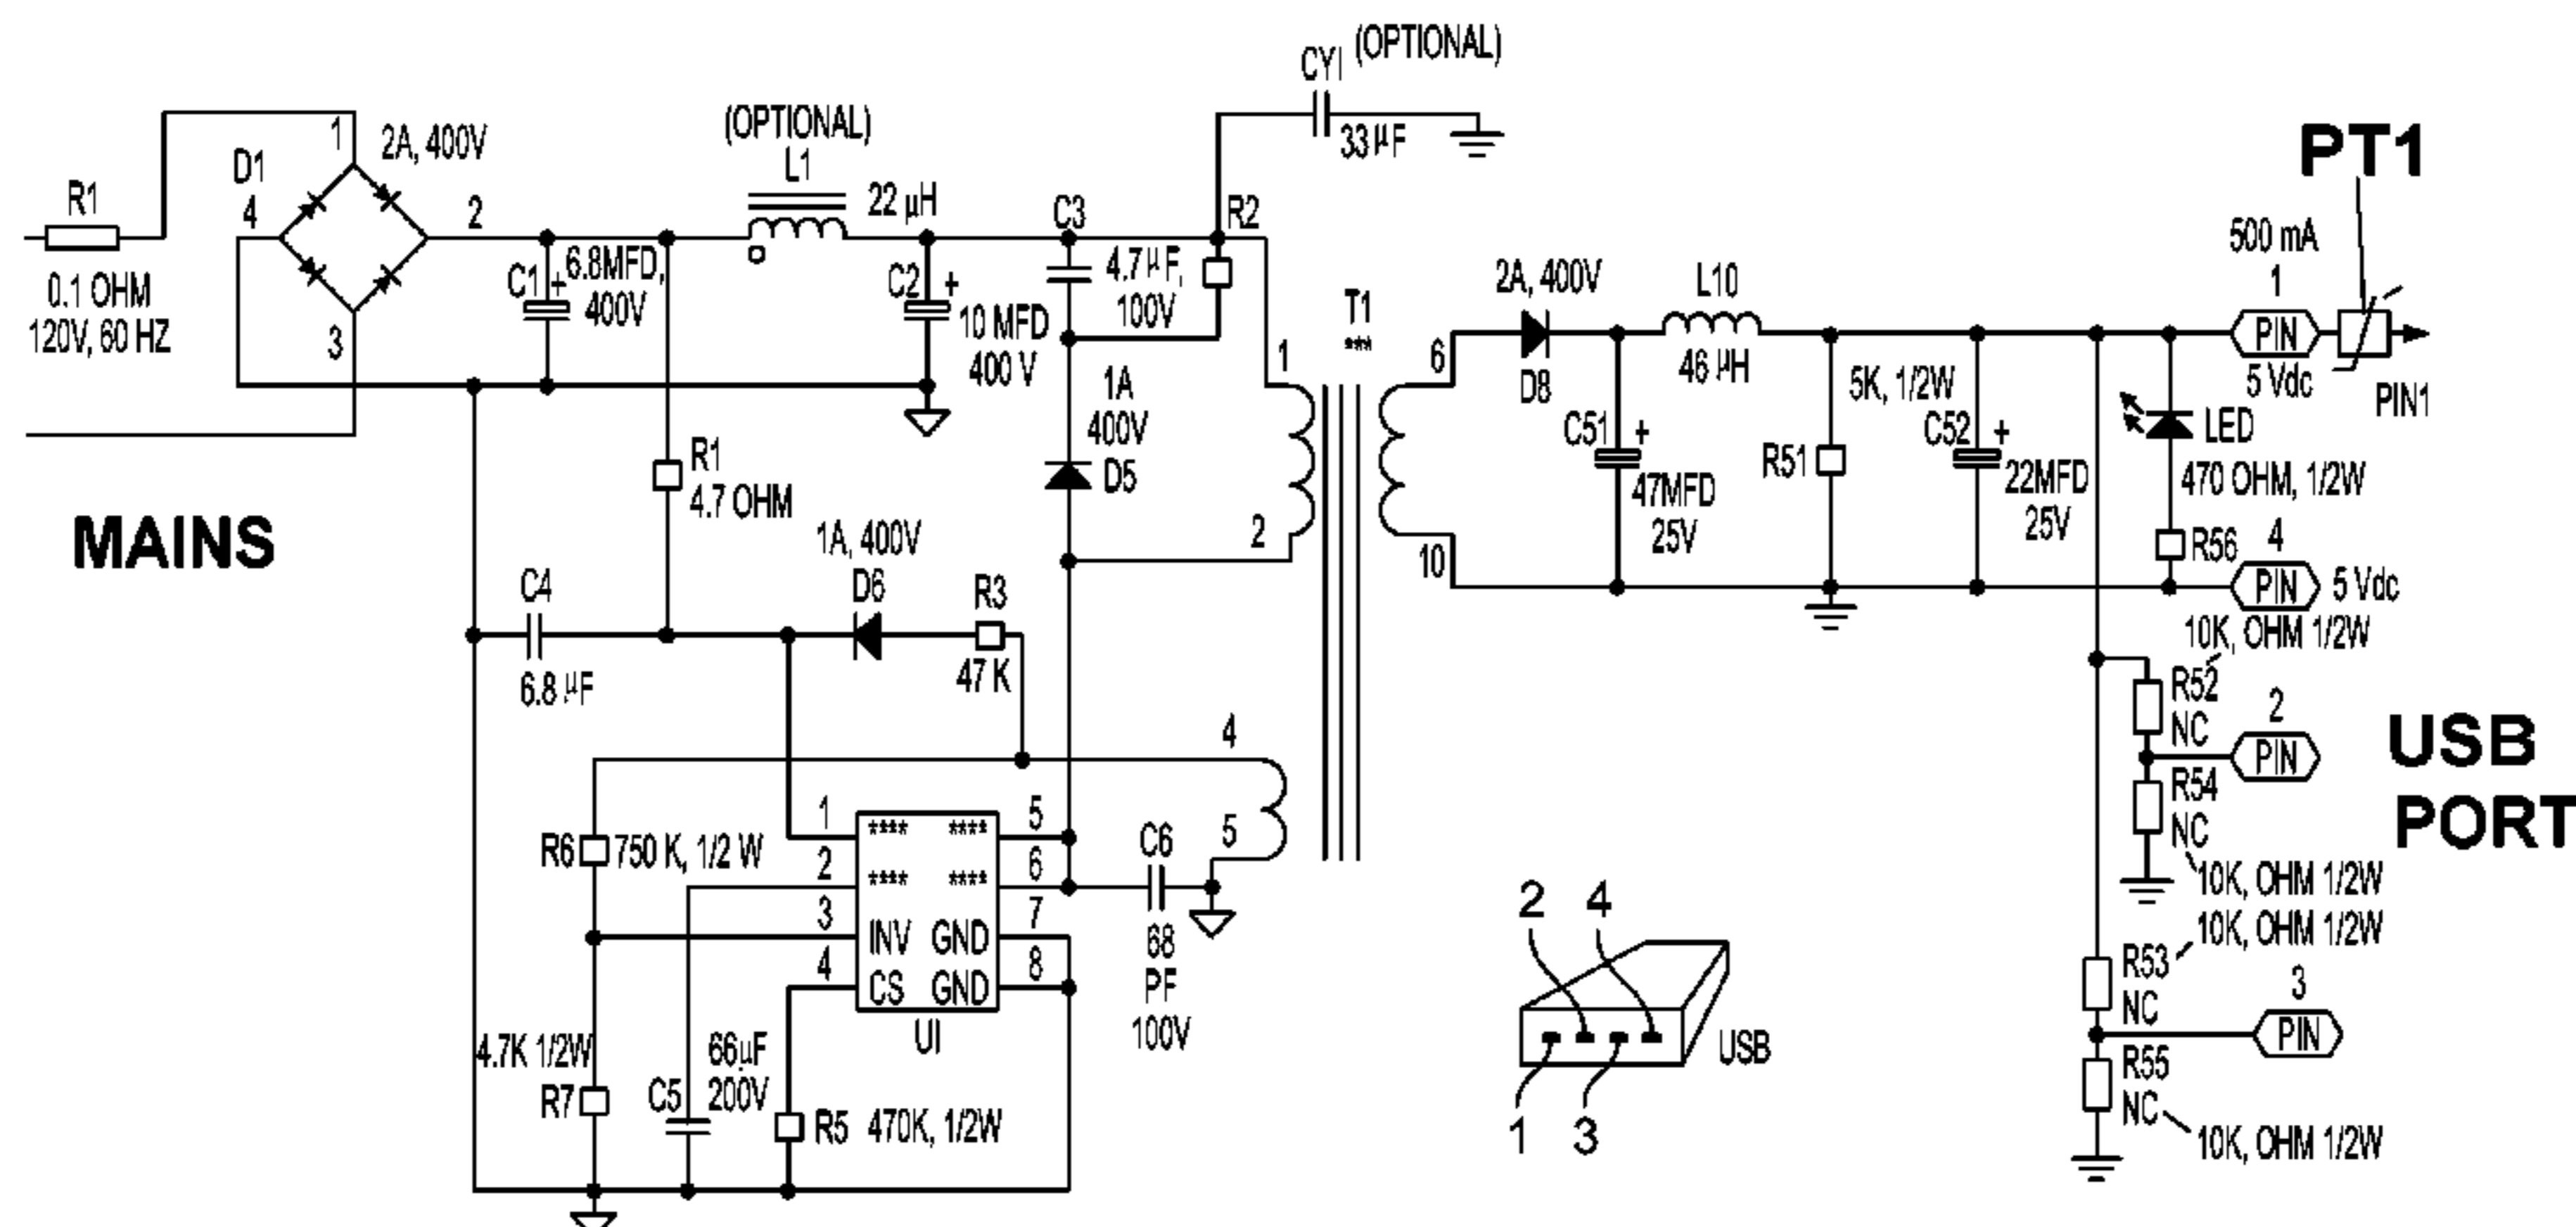 CYI (OPTIONAL)
33 µF
PT1
(OPTIONAL)
L1
22 µH
D1
1
2A, 400V
4
2
3
R1
0.1 OHM
120V, 60 HZ
MAINS
C1 +
6.8MFD,
400V
C2 +
10 MFD
400 V
C3
4.7µF,
100V
R2
1A
400V
D5
R1
4.7 OHM
1A, 400V
D6
R3
47 K
C4
6.8 µF
T1
***
1
2
4
5
6
10
2A, 400V
D8
L10
46 µH
C51 +
47MFD
25V
5K, 1/2W
R51
C52 +
22MFD
25V
500 mA
1
PIN
5 Vdc
PIN1
LED
470 OHM, 1/2W
R56
4
PIN 5 Vdc
10K, OHM 1/2W
R52
NC
2
PIN
R54
NC
10K, OHM 1/2W
USB
PORT
10K, OHM 1/2W
R53
NC
3
PIN
R55
NC
10K, OHM 1/2W
R6 750 K, 1/2 W
4.7K 1/2W
R7
C5
66µF
200V
R5 470K, 1/2W
1 **** **** 5
2 **** **** 6
3 INV GND 7
4 CS GND 8
UI
C6
68
PF
100V
2 4
USB
1 3